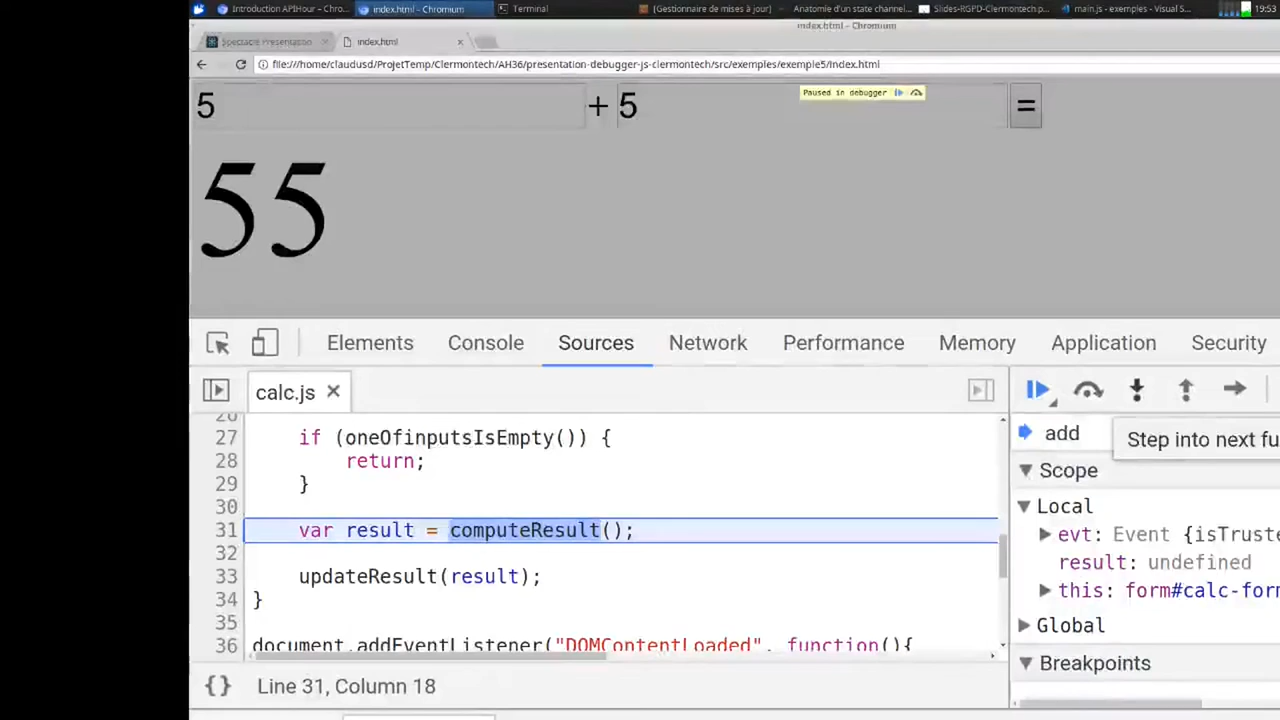 Introduction APIHour – Chro...
index.html - Chromium
Terminal
[Gestionnaire de mises à jour]
Anatomie d'un state channel...
Slides-RGPD-Clermontech.p...
main.js - exemples - Visual S...
19:53
index.html - Chromium
Spectacle Presentation
index.html
file:///home/claudusd/ProjetTemp/Clermontech/AH36/presentation-debugger-js-clermontech/src/exemples/exemple5/index.html
Paused in debugger
5 + 5 =
55
Elements Console Sources Network Performance Memory Application Security
calc.js
26
27 if (oneOfinputsIsEmpty()) {
28 return;
29 }
30
31 var result = computeResult();
32
33 updateResult(result);
34 }
35
36 document.addEventListener("DOMContentLoaded", function(){
{} Line 31, Column 18
add
Step into next fu
Scope
Local
evt: Event {isTruste
result: undefined
this: form#calc-form
Global
Breakpoints